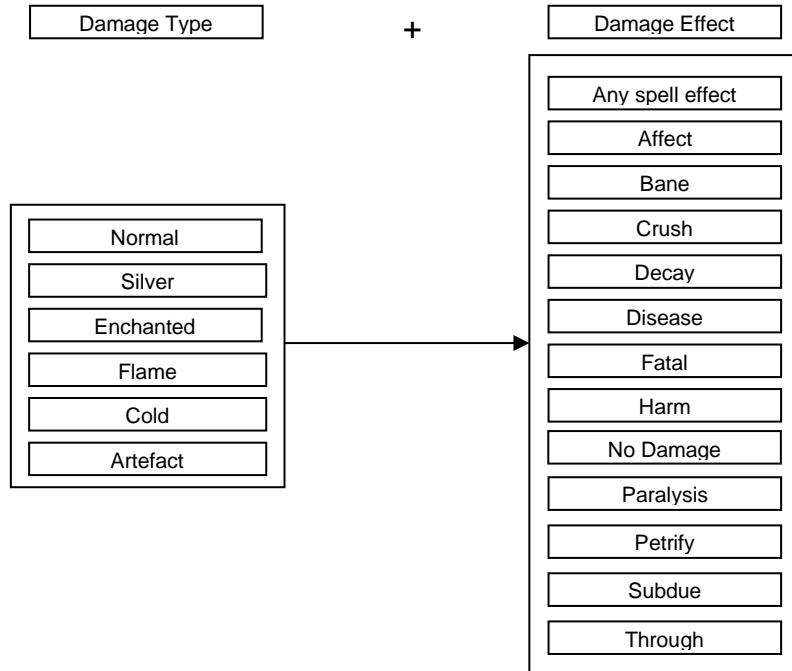 Damage Type
+
Damage Effect
Normal
Silver
Enchanted
Flame
Cold
Artefact
Any spell effect
Affect
Bane
Crush
Decay
Disease
Fatal
Harm
No Damage
Paralysis
Petrify
Subdue
Through